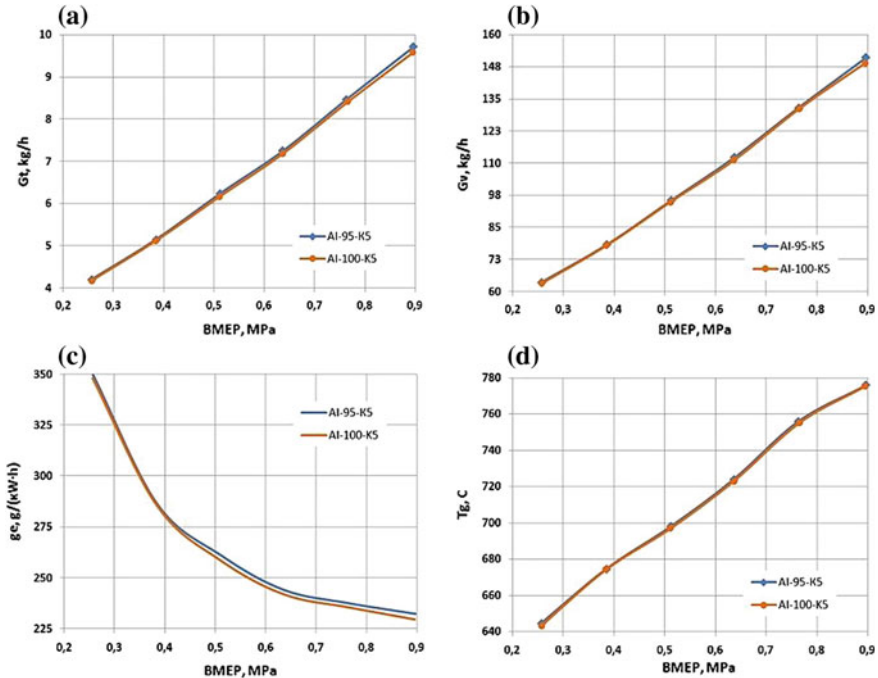 (a)
Gt, kg/h
10
9
8
7
6
5
4
AI-95-K5
AI-100-K5
0,2 0,3 0,4 0,5 0,6 0,7 0,8 0,9
BMEP, MPa
(b)
Gv, kg/h
160
148
135
123
110
98
85
73
60
AI-95-K5
AI-100-K5
0,2 0,3 0,4 0,5 0,6 0,7 0,8 0,9
BMEP, MPa
(c)
ge, g/(кW·h)
350
325
300
275
250
225
AI-95-K5
AI-100-K5
0,2 0,3 0,4 0,5 0,6 0,7 0,8 0,9
BMEP, MPa
(d)
Tg, C
780
760
740
720
700
680
660
640
AI-95-K5
AI-100-K5
0,2 0,3 0,4 0,5 0,6 0,7 0,8 0,9
BMEP, MPa